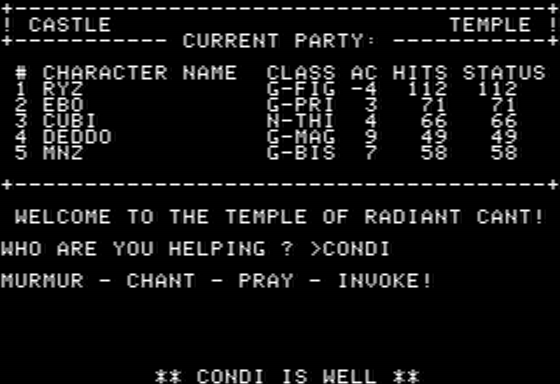 +--------------------------------------+
! CASTLE                        TEMPLE !
+----------- CURRENT PARTY: -----------+
 # CHARACTER NAME  CLASS AC HITS STATUS
 1 RYZ             G-FIG -4  112  112
 2 EBO             G-PRI  3   71   71
 3 CUBI            N-THI  4   66   66
 4 DEDDO           G-MAG  9   49   49
 5 MNZ             G-BIS  7   58   58
+--------------------------------------+
 WELCOME TO THE TEMPLE OF RADIANT CANT!
WHO ARE YOU HELPING ? >CONDI
MURMUR - CHANT - PRAY - INVOKE!
** CONDI IS WELL **